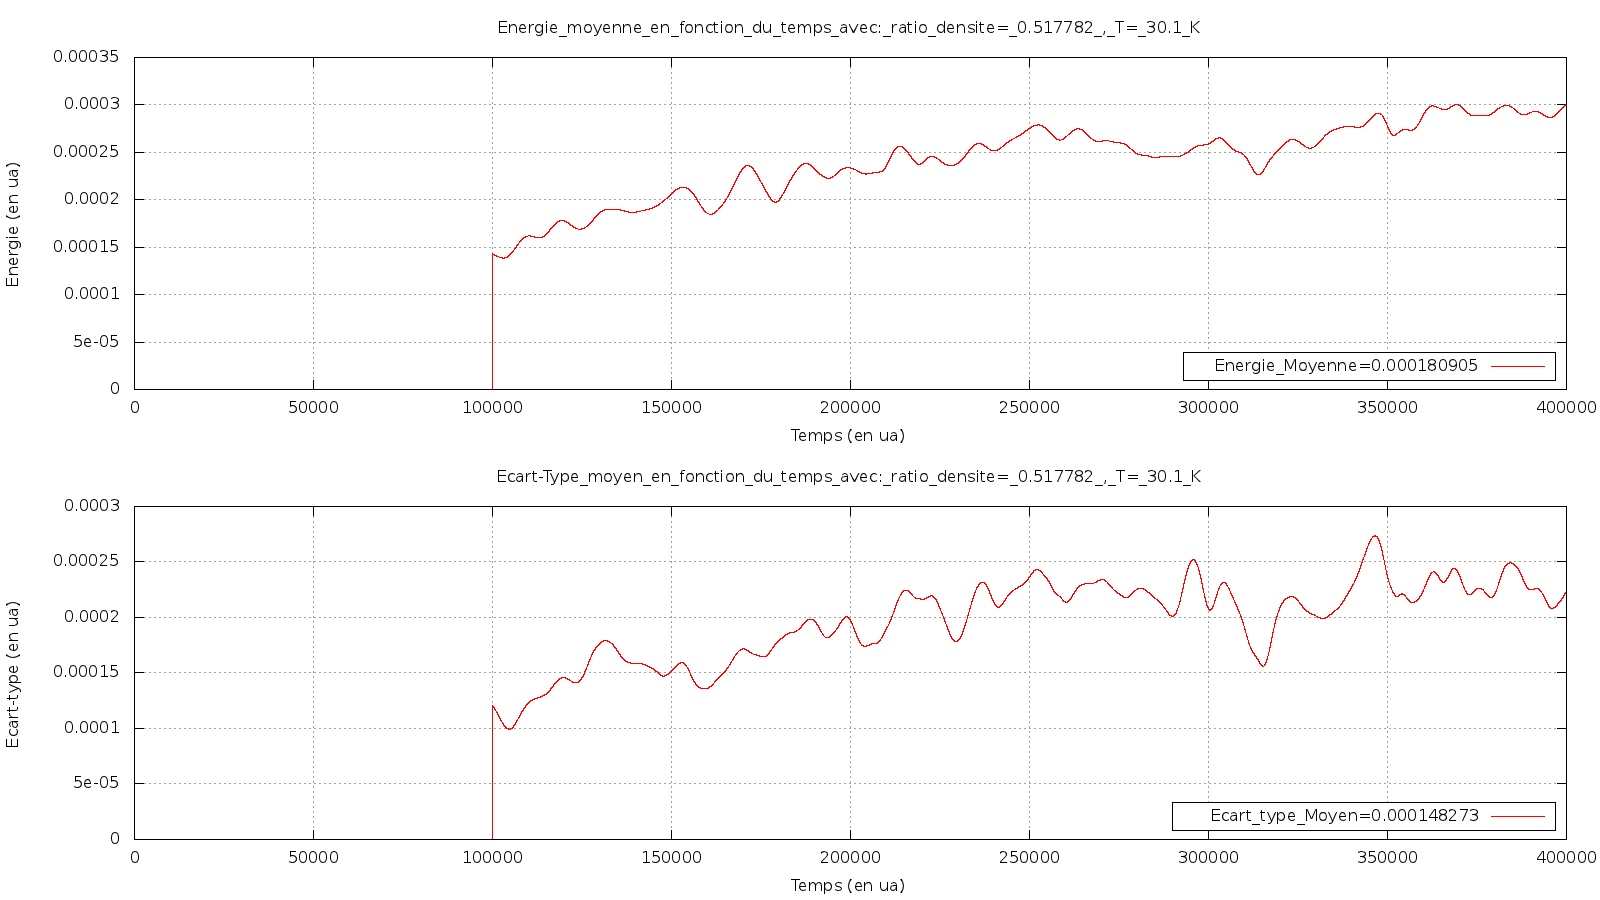 Energie_moyenne_en_fonction_du_temps_avec:_ratio_densite=_0.517782_,_T=_30.1_K
Energie (en ua)
0.00035
0.0003
0.00025
0.0002
0.00015
0.0001
5e-05
0
Energie_Moyenne=0.000180905
0 50000 100000 150000 200000 250000 300000 350000 400000
Temps (en ua)
Ecart-Type_moyen_en_fonction_du_temps_avec:_ratio_densite=_0.517782_,_T=_30.1_K
Ecart-type (en ua)
0.0003
0.00025
0.0002
0.00015
0.0001
5e-05
0
Ecart_type_Moyen=0.000148273
0 50000 100000 150000 200000 250000 300000 350000 400000
Temps (en ua)